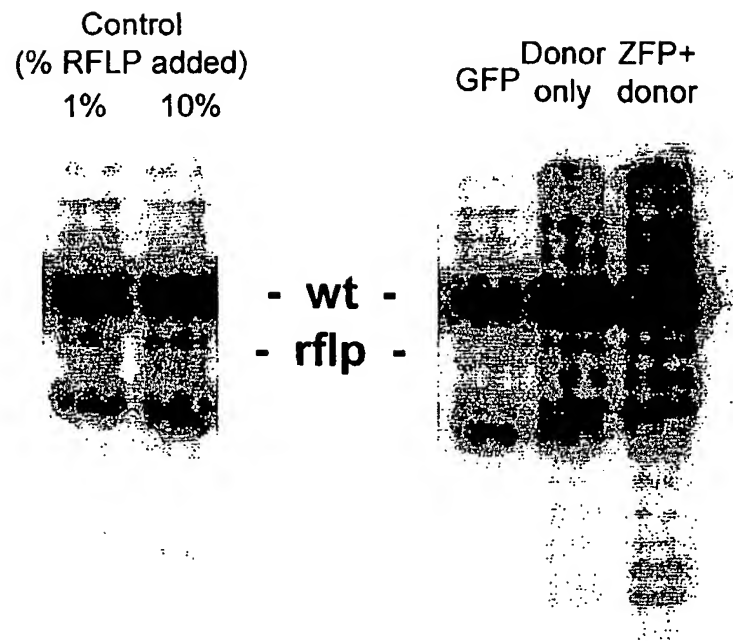 Control
(% RFLP added)
1% 10%
GFP Donor only ZFP+ donor
- wt -
- rflp -